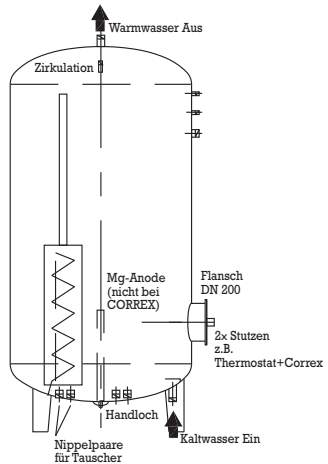 Warmwasser Aus
Zirkulation
Mg-Anode
(nicht bei
CORREX)
Flansch
DN 200
2x Stutzen
z.B.
Thermostat+Correx
Handloch
Kaltwasser Ein
Nippelpaare
für Tauscher